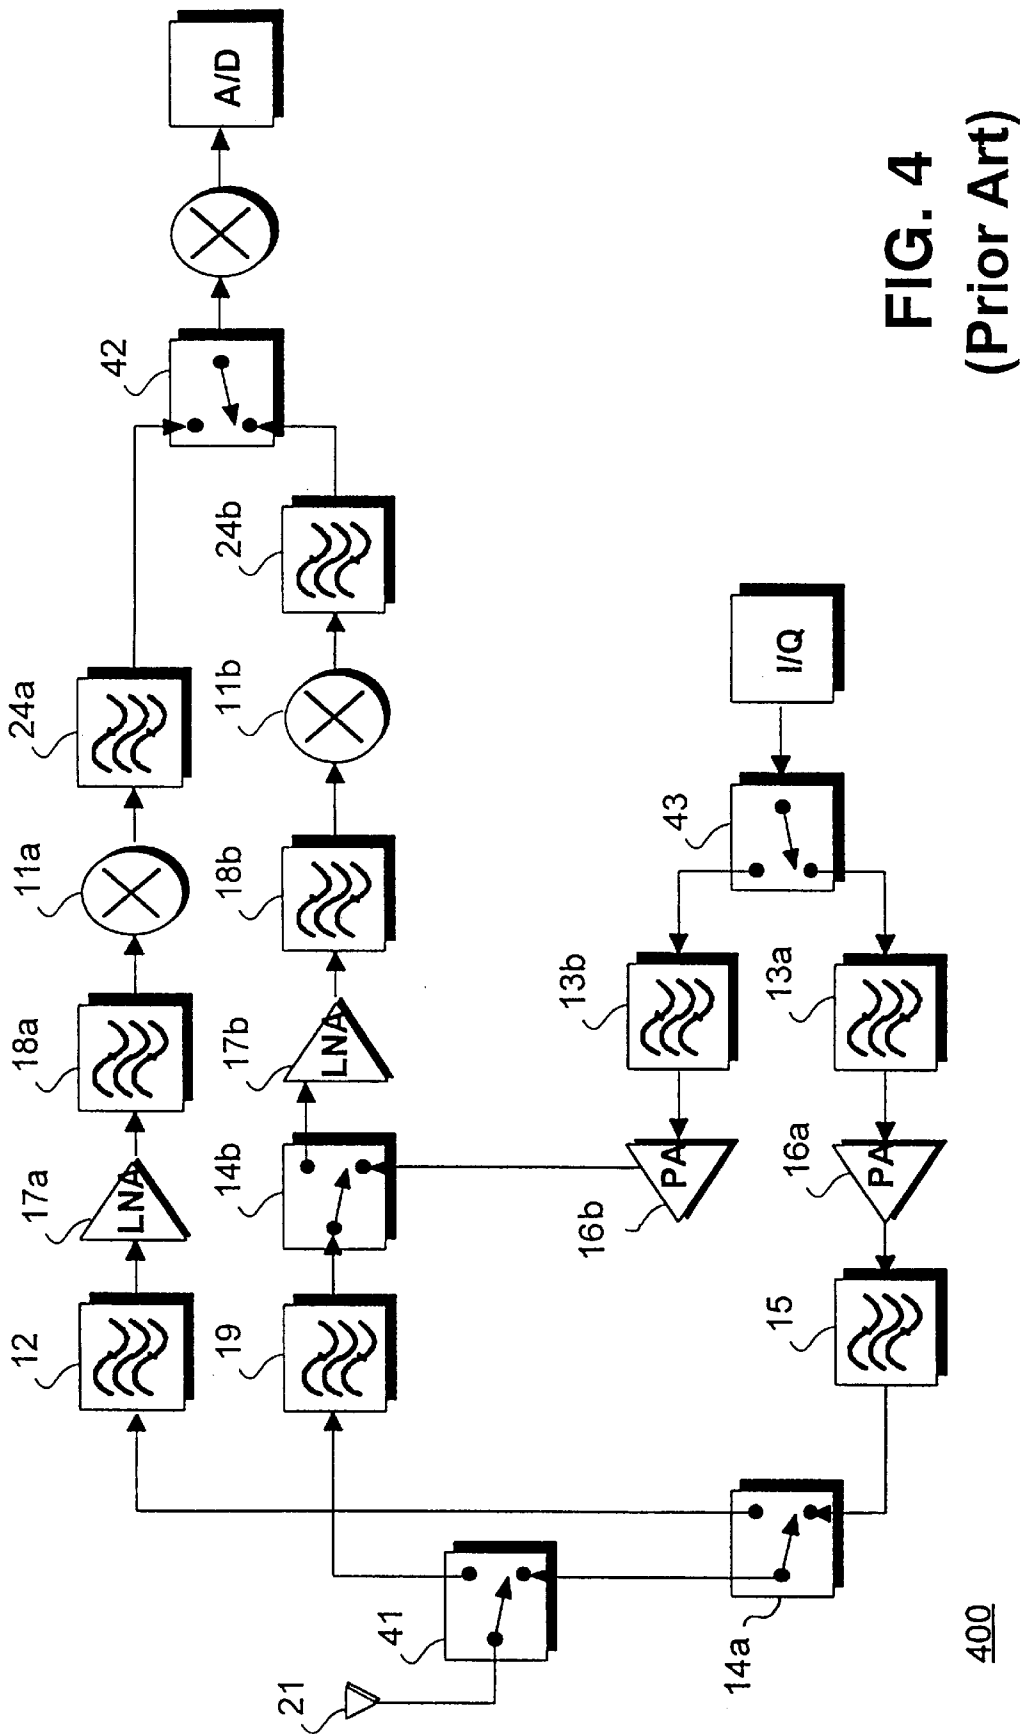 12
17a
LNA
18a
11a
24a
42
A/D
19
14b
17b
LNA
18b
11b
24b
21
41
16b
PA
13b
43
I/Q
14a
15
16a
PA
13a
400
FIG. 4
(Prior Art)